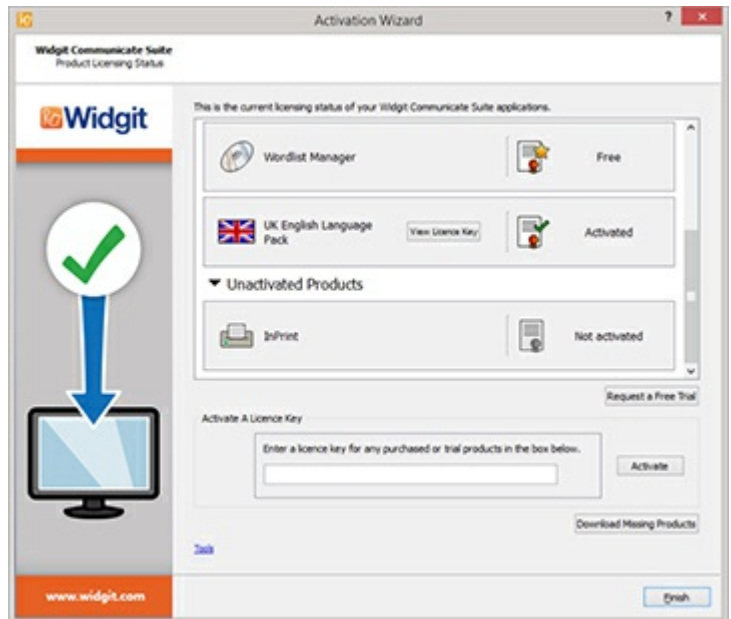 Activation Wizard
?
Widgit Communicate Suite
Product Licensing Status
Widgit
This is the current licensing status of your Widgit Communicate Suite applications.
Wordlist Manager
Free
UK English Language
Pack
View Licence Key
Activated
Unactivated Products
InPrint
Not activated
Request a Free Trial
Activate A Licence Key
Enter a licence key for any purchased or trial products in the box below.
Activate
Download Missing Products
Tools
www.widgit.com
Finish